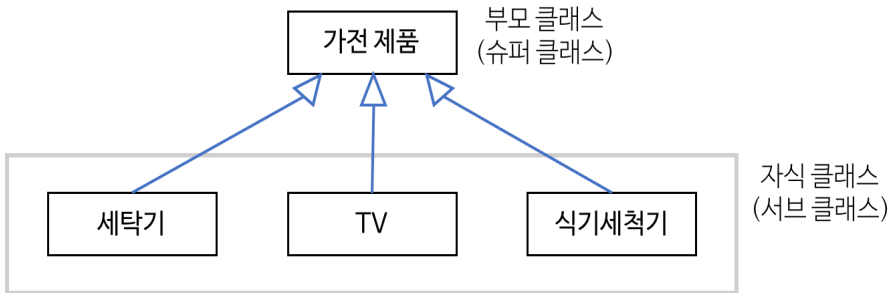 가전 제품
부모 클래스
(슈퍼 클래스)
세탁기
TV
식기세척기
자식 클래스
(서브 클래스)